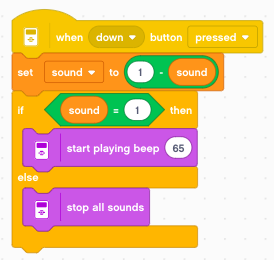 when down button pressed
set sound to 1 - sound
if sound = 1 then
start playing beep 65
else
stop all sounds